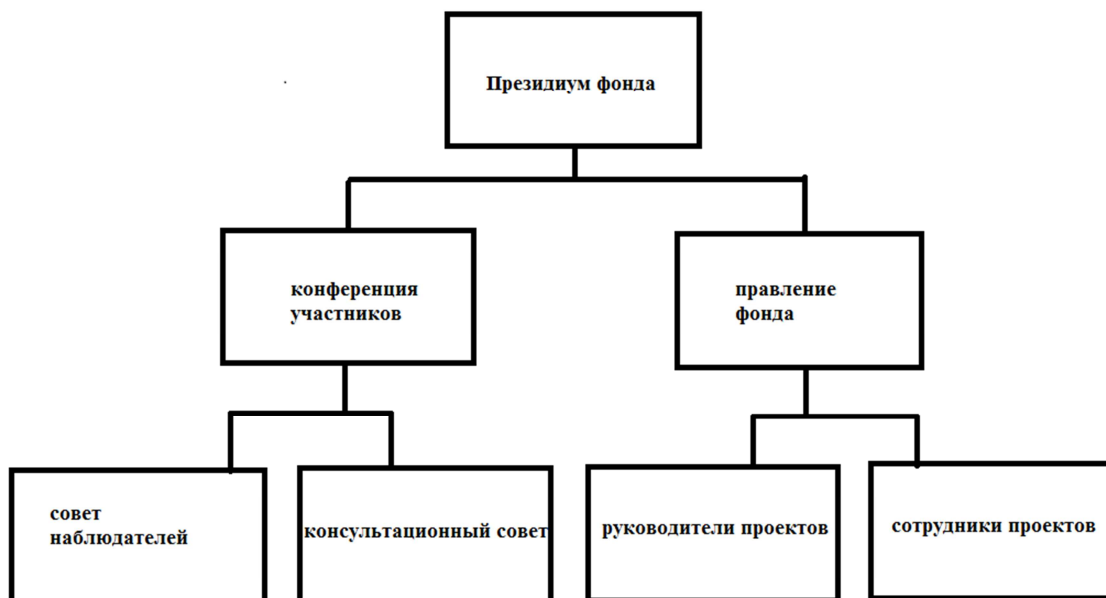 Президиум фонда
конференция
участников
правление
фонда
совет
наблюдателей
консультационный совет
руководители проектов
сотрудники проектов